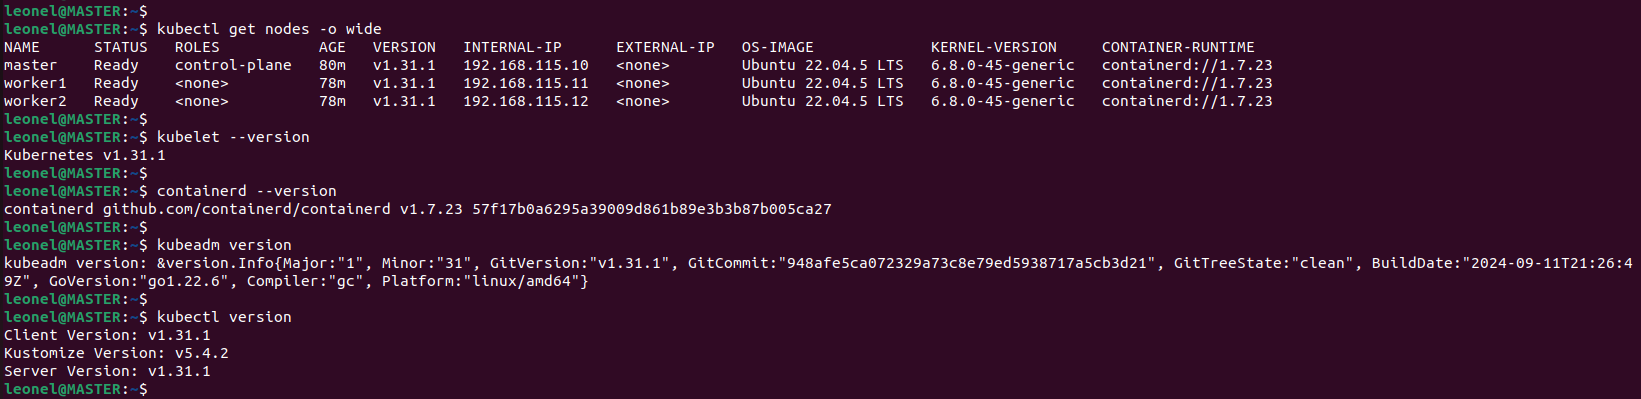 leonel@MASTER:~$
leonel@MASTER:~$ kubectl get nodes -o wide
NAME      STATUS   ROLES           AGE   VERSION   INTERNAL-IP      EXTERNAL-IP   OS-IMAGE             KERNEL-VERSION     CONTAINER-RUNTIME
master    Ready    control-plane   80m   v1.31.1   192.168.115.10   <none>        Ubuntu 22.04.5 LTS   6.8.0-45-generic   containerd://1.7.23
worker1   Ready    <none>          78m   v1.31.1   192.168.115.11   <none>        Ubuntu 22.04.5 LTS   6.8.0-45-generic   containerd://1.7.23
worker2   Ready    <none>          78m   v1.31.1   192.168.115.12   <none>        Ubuntu 22.04.5 LTS   6.8.0-45-generic   containerd://1.7.23
leonel@MASTER:~$
leonel@MASTER:~$ kubelet --version
Kubernetes v1.31.1
leonel@MASTER:~$
leonel@MASTER:~$ containerd --version
containerd github.com/containerd/containerd v1.7.23 57f17b0a6295a39009d861b89e3b3b87b005ca27
leonel@MASTER:~$
leonel@MASTER:~$ kubeadm version
kubeadm version: &version.Info{Major:"1", Minor:"31", GitVersion:"v1.31.1", GitCommit:"948afe5ca072329a73c8e79ed5938717a5cb3d21", GitTreeState:"clean", BuildDate:"2024-09-11T21:26:4
9Z", GoVersion:"go1.22.6", Compiler:"gc", Platform:"linux/amd64"}
leonel@MASTER:~$
leonel@MASTER:~$ kubectl version
Client Version: v1.31.1
Kustomize Version: v5.4.2
Server Version: v1.31.1
leonel@MASTER:~$